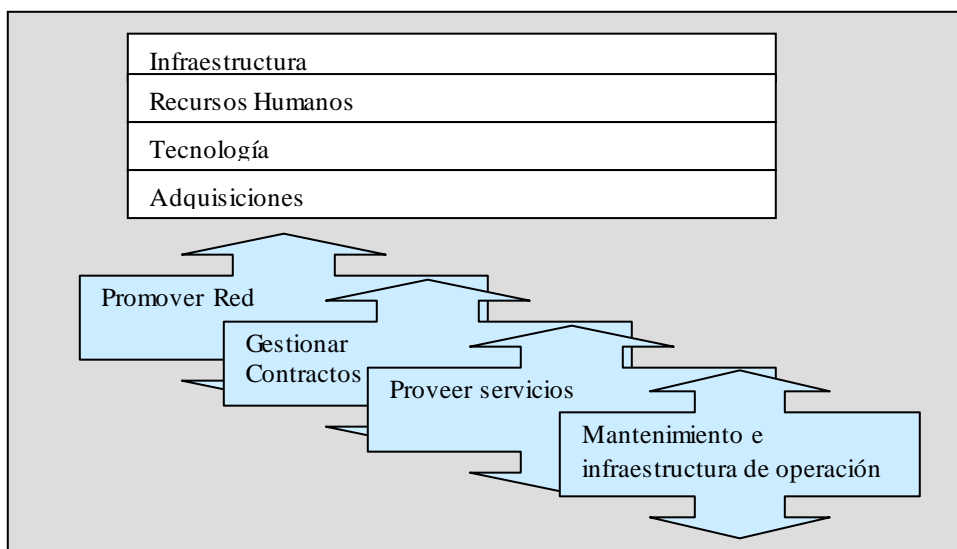 Infraestructura
Recursos Humanos
Tecnología
Adquisiciones
Promover Red
Gestionar
Contractos
Proveer servicios
Mantenimiento e
infraestructura de operación